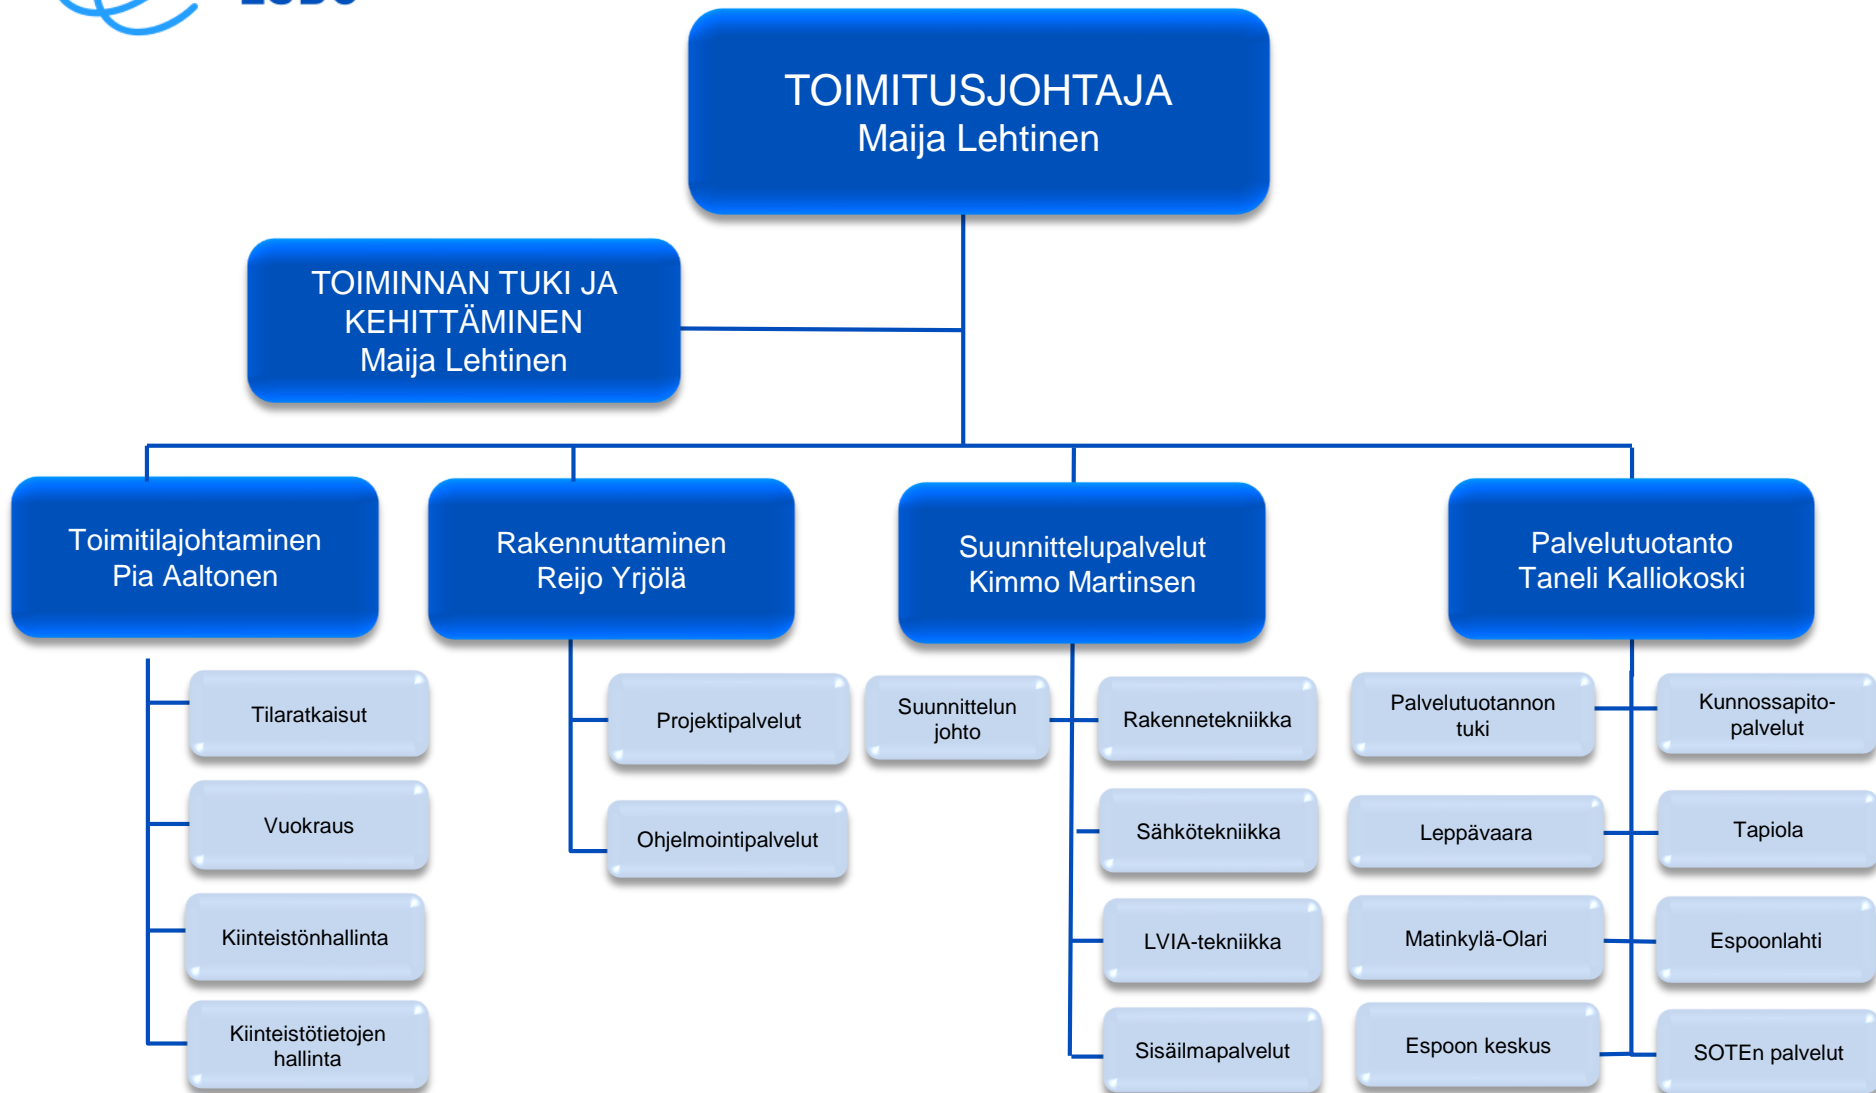 TOIMITUSJOHTAJA
Maija Lehtinen
TOIMINNAN TUKI JA
KEHITTÄMINEN
Maija Lehtinen
Toimitilajohtaminen
Pia Aaltonen
Rakennuttaminen
Reijo Yrjölä
Suunnittelupalvelut
Kimmo Martinsen
Palvelutuotanto
Taneli Kalliokoski
Tilaratkaisut
Vuokraus
Kiinteistönhallinta
Kiinteistötietojen
hallinta
Projektipalvelut
Ohjelmointipalvelut
Suunnittelun
johto
Rakennetekniikka
Sähkötekniikka
LVIA-tekniikka
Sisäilmapalvelut
Palvelutuotannon
tuki
Kunnossapito-
palvelut
Leppävaara
Tapiola
Matinkylä-Olari
Espoonlahti
Espoon keskus
SOTEn palvelut